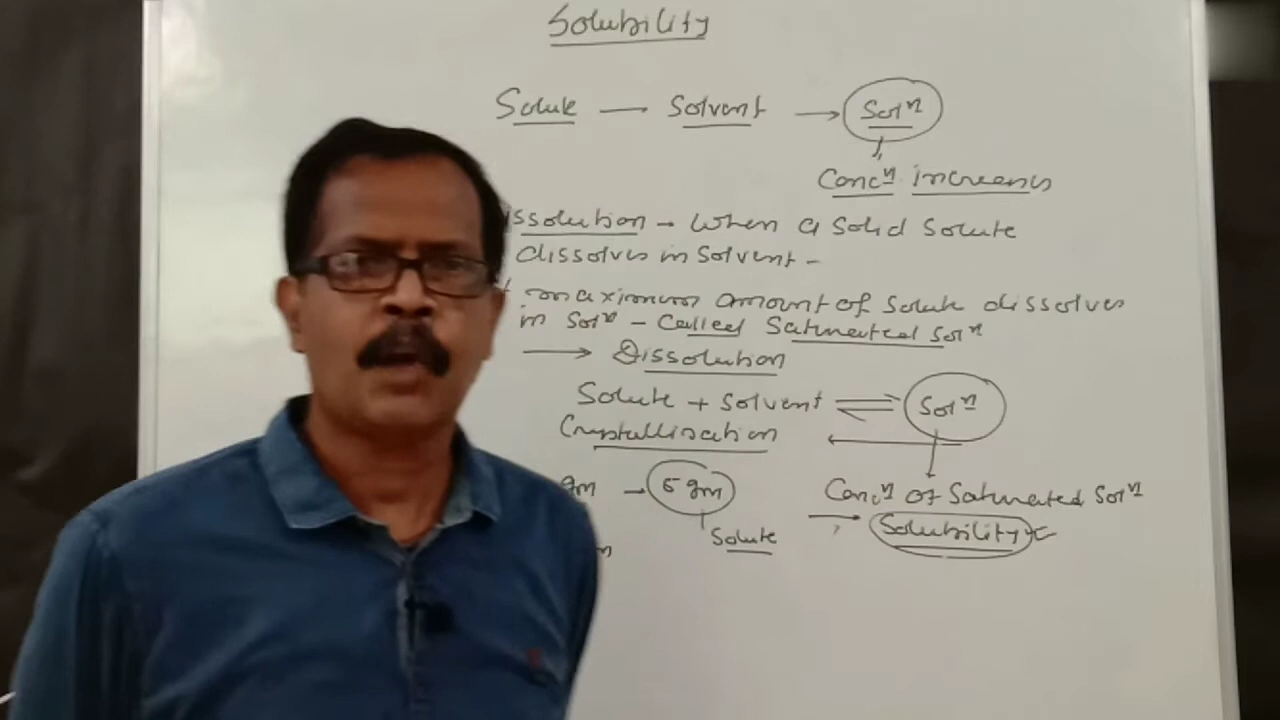 Solubility
Solute — Solvent → Solⁿ
Concⁿ increases
issolution - When a solid solute
dissolves in solvent -
maximum amount of solute dissolves
in Solⁿ - Called Saturated Solⁿ
→ Dissolution
Solute + Solvent ⇌ Solⁿ
Crystallisation ←
gm → 5 gm
Concⁿ of Saturated Solⁿ
Solute
→ Solubility